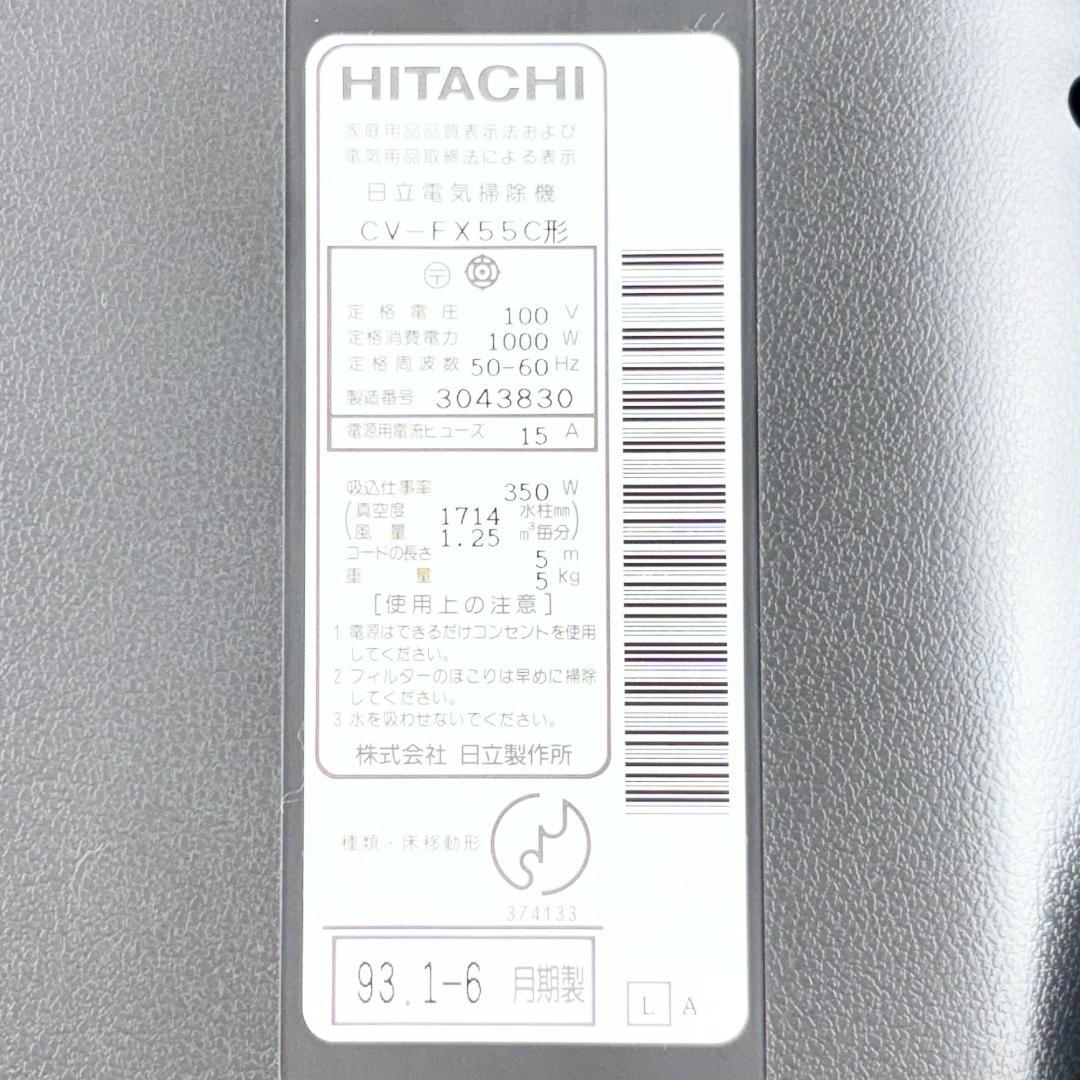 HITACHI
家庭用品品質表示法および
電気用品取締法による表示
日立電気掃除機
CV-FX55C形
〒
定格電圧 100 V
定格消費電力 1000 W
定格周波数 50-60 Hz
製造番号 3043830
電源用電流ヒューズ 15 A
吸込仕事率 350 W
(真空度 1714 水柱mm
風量 1.25 m³毎分)
コードの長さ 5 m
重量 5 kg
[使用上の注意]
1 電源はできるだけコンセントを使用
してください。
2 フィルターのほこりは早めに掃除
してください。
3 水を吸わせないでください。
株式会社 日立製作所
種類・床移動形
374133
93.1-6 月期製
L A